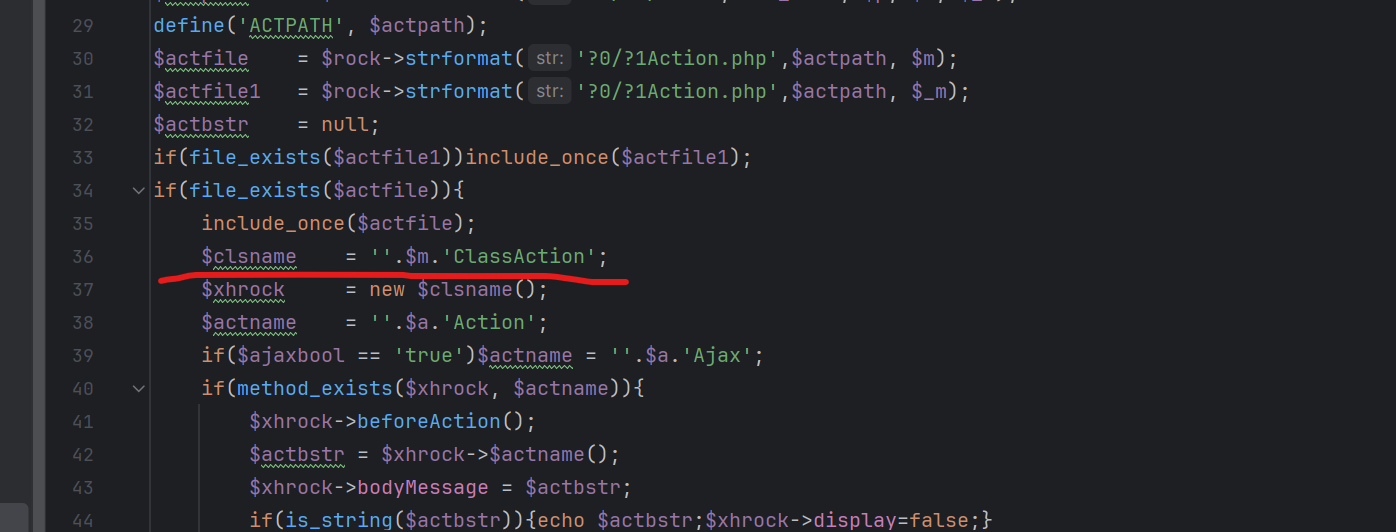 29 define('ACTPATH', $actpath);
30 $actfile = $rock->strformat( str: '?0/?1Action.php',$actpath, $m);
31 $actfile1 = $rock->strformat( str: '?0/?1Action.php',$actpath, $_m);
32 $actbstr = null;
33 if(file_exists($actfile1))include_once($actfile1);
34 if(file_exists($actfile)){
35 include_once($actfile);
36 $clsname = ''.$m.'ClassAction';
37 $xhrock = new $clsname();
38 $actname = ''.$a.'Action';
39 if($ajaxbool == 'true')$actname = ''.$a.'Ajax';
40 if(method_exists($xhrock, $actname)){
41 $xhrock->beforeAction();
42 $actbstr = $xhrock->$actname();
43 $xhrock->bodyMessage = $actbstr;
44 if(is_string($actbstr)){echo $actbstr;$xhrock->display=false;}